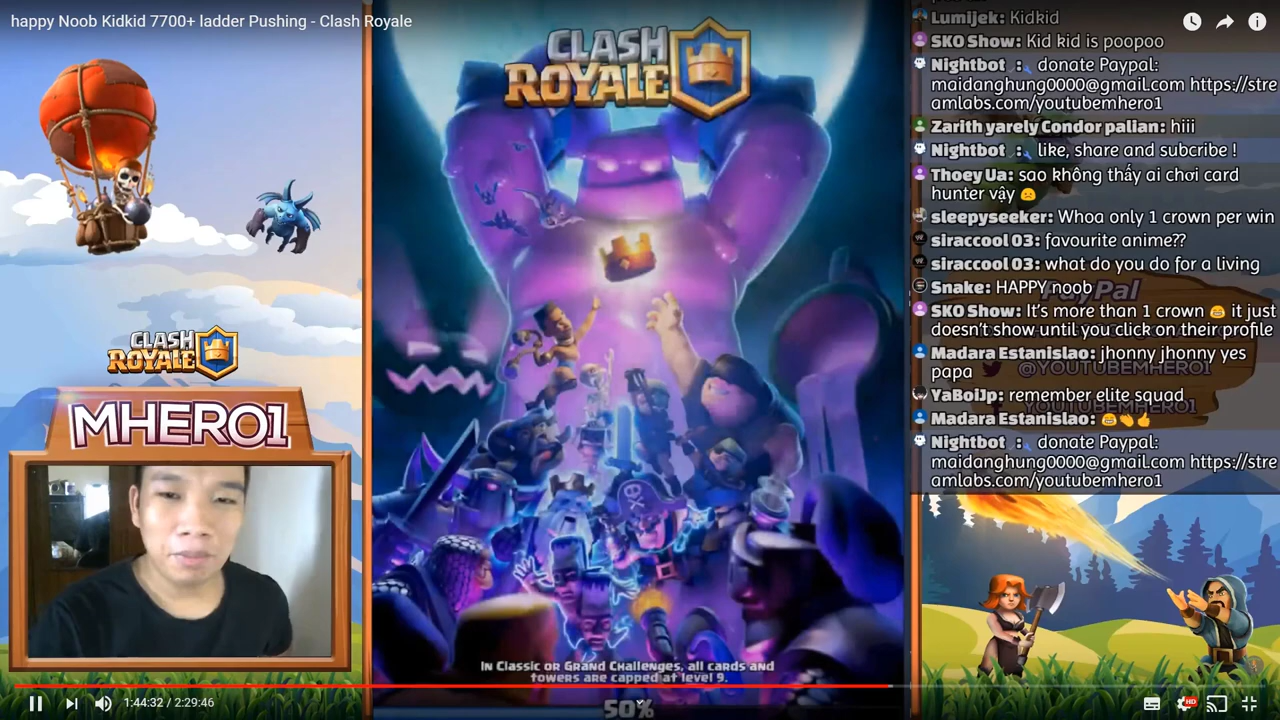 happy Noob Kidkid 7700+ ladder Pushing - Clash Royale
CLASH
ROYALE
CLASH
ROYALE
MHERO1
In Classic or Grand Challenges, all cards and
towers are capped at level 9.
50%
Lumijek: Kidkid
SKO Show: Kid kid is poopoo
Nightbot : donate Paypal:
maidanghung0000@gmail.com https://stre
amlabs.com/youtubemhero1
Zarith yarely Condor palian: hiii
Nightbot : like, share and subcribe !
Thoey Ua: sao không thấy ai chơi card
hunter vậy
sleepyseeker: Whoa only 1 crown per win
siraccool 03: favourite anime??
siraccool 03: what do you do for a living
Snake: HAPPY noob
PayPal
SKO Show: It's more than 1 crown 😁 it just
doesn't show until you click on their profile
Madara Estanislao: jhonny jhonny yes
papa
@YOUTUBEMHERO1
YaBoiJp: remember elite squad
YOUTUBEMHERO1
Madara Estanislao: 😁👏👍
Nightbot : donate Paypal:
maidanghung0000@gmail.com https://stre
amlabs.com/youtubemhero1
1:44:32 / 2:29:46
HD